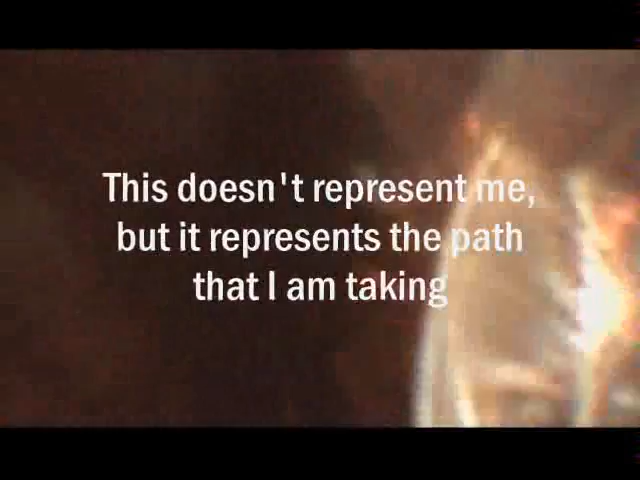 This doesn't represent me,
but it represents the path
that I am taking